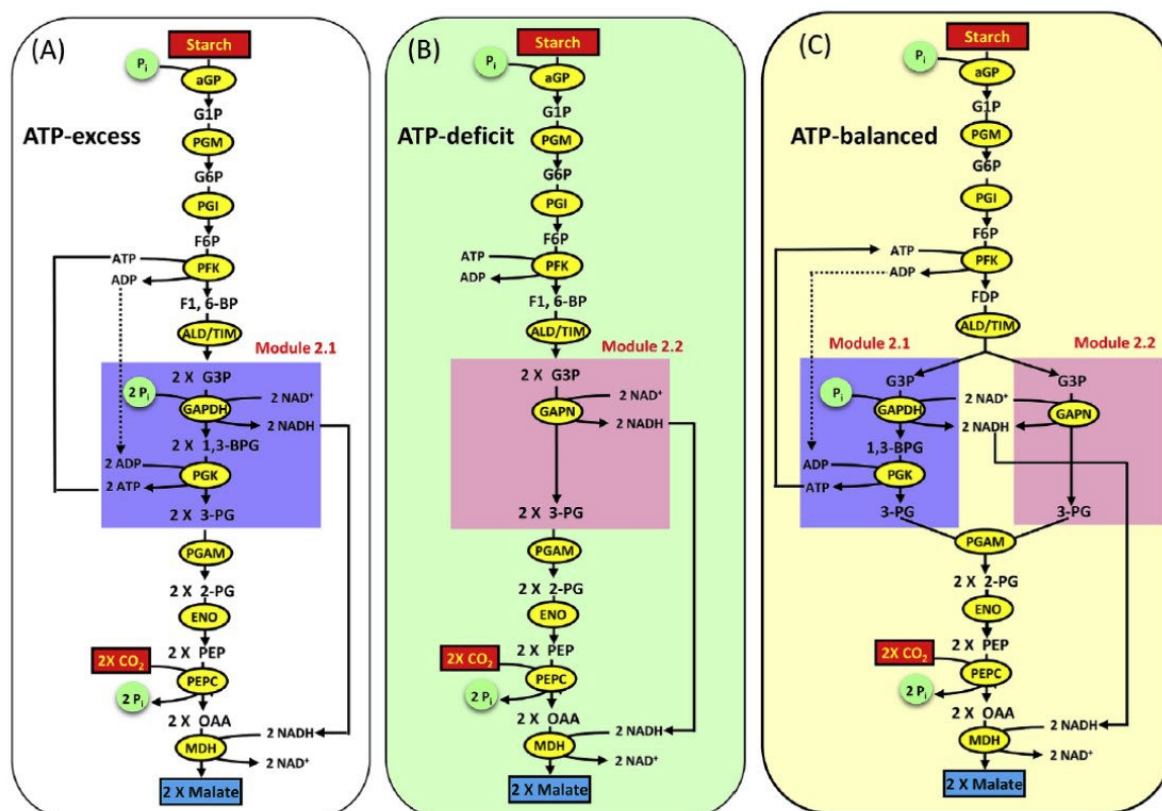 (A)
Starch
Pi
aGP
G1P
ATP-excess
PGM
G6P
PGI
F6P
ATP
PFK
ADP
F1, 6-BP
ALD/TIM
Module 2.1
2 X G3P
2 Pi
2 NAD+
GAPDH
2 NADH
2 X 1,3-BPG
2 ADP
PGK
2 ATP
2 X 3-PG
PGAM
2 X 2-PG
ENO
2X CO2
2 X PEP
PEPC
2 Pi
2 X OAA
2 NADH
MDH
2 NAD+
2 X Malate
(B)
Starch
Pi
aGP
G1P
ATP-deficit
PGM
G6P
PGI
F6P
ATP
PFK
ADP
F1, 6-BP
ALD/TIM
Module 2.2
2 X G3P
2 NAD+
GAPN
2 NADH
2 X 3-PG
PGAM
2 X 2-PG
ENO
2X CO2
2 X PEP
PEPC
2 Pi
2 X OAA
2 NADH
MDH
2 NAD+
2 X Malate
(C)
Starch
Pi
aGP
G1P
ATP-balanced
PGM
G6P
PGI
F6P
ATP
PFK
ADP
FDP
ALD/TIM
Module 2.1
Module 2.2
G3P
G3P
Pi
2 NAD+
GAPDH
GAPN
2 NADH
1,3-BPG
ADP
PGK
ATP
3-PG
3-PG
PGAM
2 X 2-PG
ENO
2X CO2
2 X PEP
PEPC
2 Pi
2 X OAA
2 NADH
MDH
2 NAD+
2 X Malate